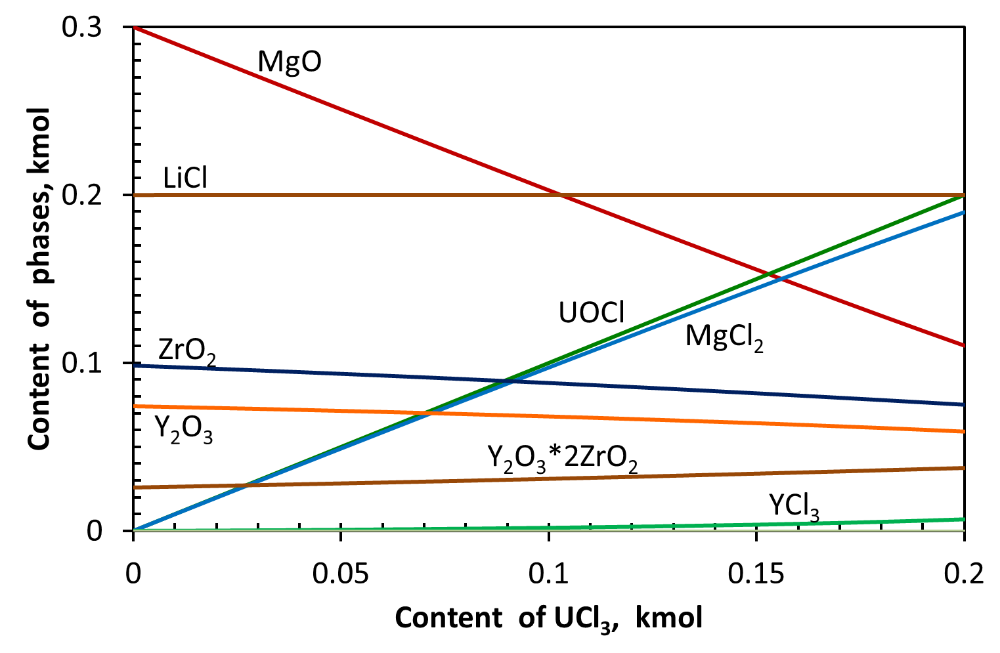 0.3
MgO
LiCl
0.2
UOCl
MgCl₂
ZrO₂
0.1
Y₂O₃
Y₂O₃*2ZrO₂
YCl₃
0
0 0.05 0.1 0.15 0.2
Content of UCl₃, kmol
Content of phases, kmol